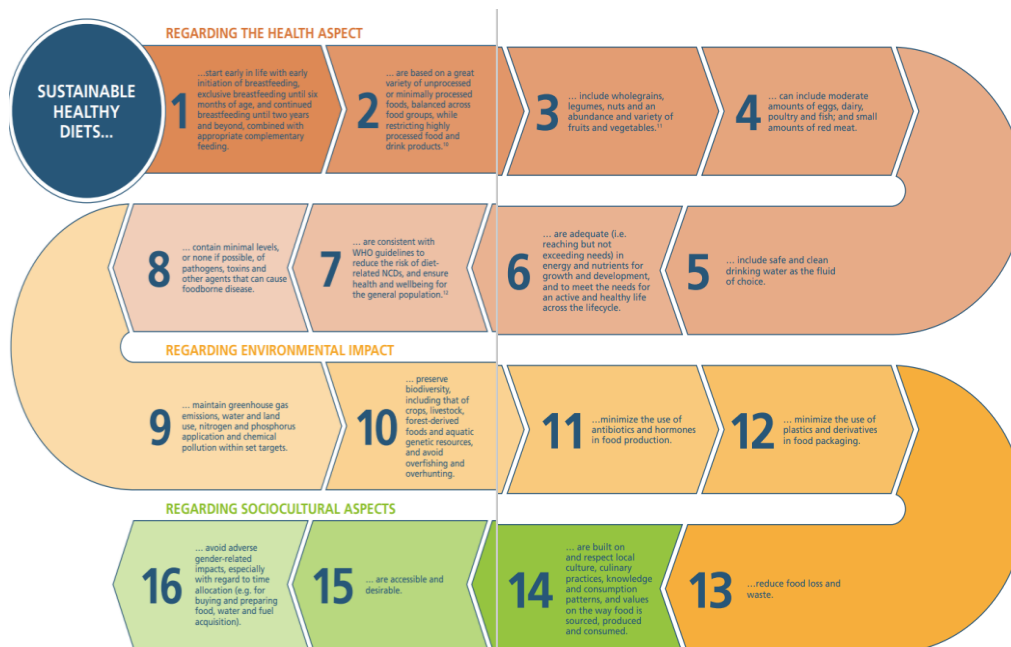 SUSTAINABLE
HEALTHY
DIETS...
REGARDING THE HEALTH ASPECT
1
...start early in life with early
initiation of breastfeeding,
exclusive breastfeeding until six
months of age, and continued
breastfeeding until two years
and beyond, combined with
appropriate complementary
feeding.
2
... are based on a great
variety of unprocessed
or minimally processed
foods, balanced across
food groups, while
restricting highly
processed food and
drink products.¹⁰
3
... include wholegrains,
legumes, nuts and an
abundance and variety of
fruits and vegetables.¹¹
4
... can include moderate
amounts of eggs, dairy,
poultry and fish; and small
amounts of red meat.
5
... include safe and clean
drinking water as the fluid
of choice.
6
... are adequate (i.e.
reaching but not
exceeding needs) in
energy and nutrients for
growth and development,
and to meet the needs for
an active and healthy life
across the lifecycle.
7
... are consistent with
WHO guidelines to
reduce the risk of diet-
related NCDs, and ensure
health and wellbeing for
the general population.¹²
8
... contain minimal levels,
or none if possible, of
pathogens, toxins and
other agents that can cause
foodborne disease.
REGARDING ENVIRONMENTAL IMPACT
9
... maintain greenhouse gas
emissions, water and land
use, nitrogen and phosphorus
application and chemical
pollution within set targets.
10
... preserve
biodiversity,
including that of
crops, livestock,
forest-derived
foods and aquatic
genetic resources,
and avoid
overfishing and
overhunting.
11
...minimize the use of
antibiotics and hormones
in food production.
12
... minimize the use of
plastics and derivatives
in food packaging.
13
...reduce food loss and
waste.
REGARDING SOCIOCULTURAL ASPECTS
14
... are built on
and respect local
culture, culinary
practices, knowledge
and consumption
patterns, and values
on the way food is
sourced, produced
and consumed.
15
... are accessible and
desirable.
16
... avoid adverse
gender-related
impacts, especially
with regard to time
allocation (e.g. for
buying and preparing
food, water and fuel
acquisition).